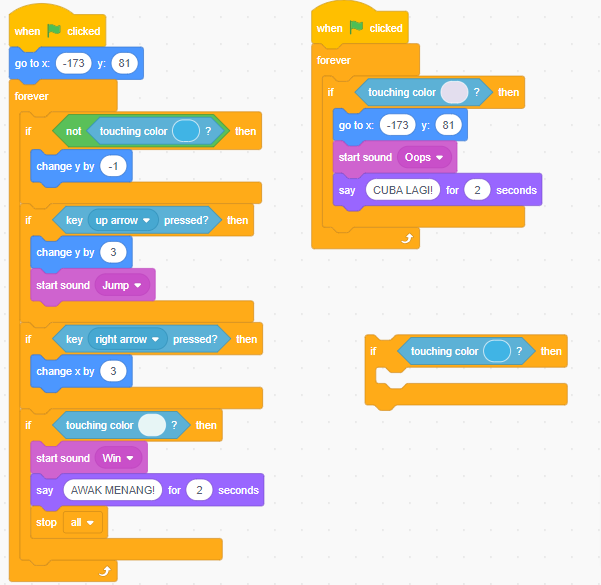 when clicked
go to x: -173 y: 81
forever
if not touching color ? then
change y by -1
if key up arrow pressed? then
change y by 3
start sound Jump
if key right arrow pressed? then
change x by 3
if touching color ? then
start sound Win
say AWAK MENANG! for 2 seconds
stop all
when clicked
forever
if touching color ? then
go to x: -173 y: 81
start sound Oops
say CUBA LAGI! for 2 seconds
if touching color ? then